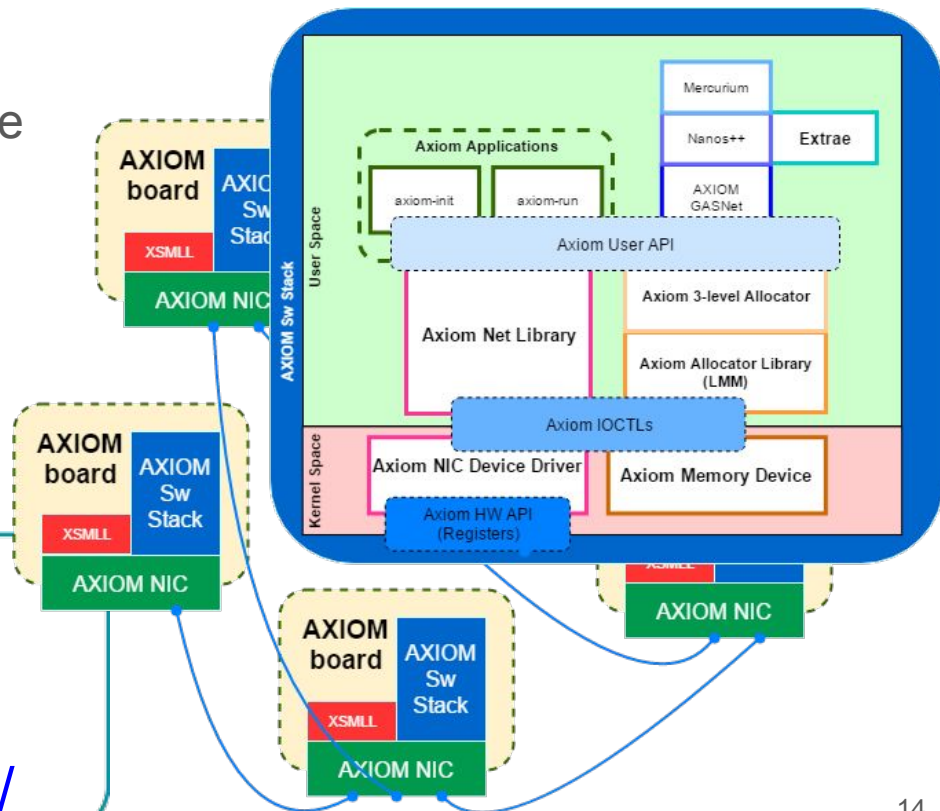 e
AXIOM
board
AXIO
Sw
Stac
XSMLL
AXIOM NIC
AXIOM Sw Stack
User Space
Mercurium
Nanos++
Extrae
AXIOM
GASNet
Axiom Applications
axiom-init
axiom-run
Axiom User API
Axiom Net Library
Axiom 3-level Allocator
Axiom Allocator Library
(LMM)
Axiom IOCTLs
Kernel Space
Axiom NIC Device Driver
Axiom Memory Device
Axiom HW API
(Registers)
AXIOM
board
AXIOM
Sw
Stack
XSMLL
AXIOM NIC
XSMLL
AXIOM NIC
AXIOM
board
AXIOM
Sw
Stack
XSMLL
AXIOM NIC
/
14